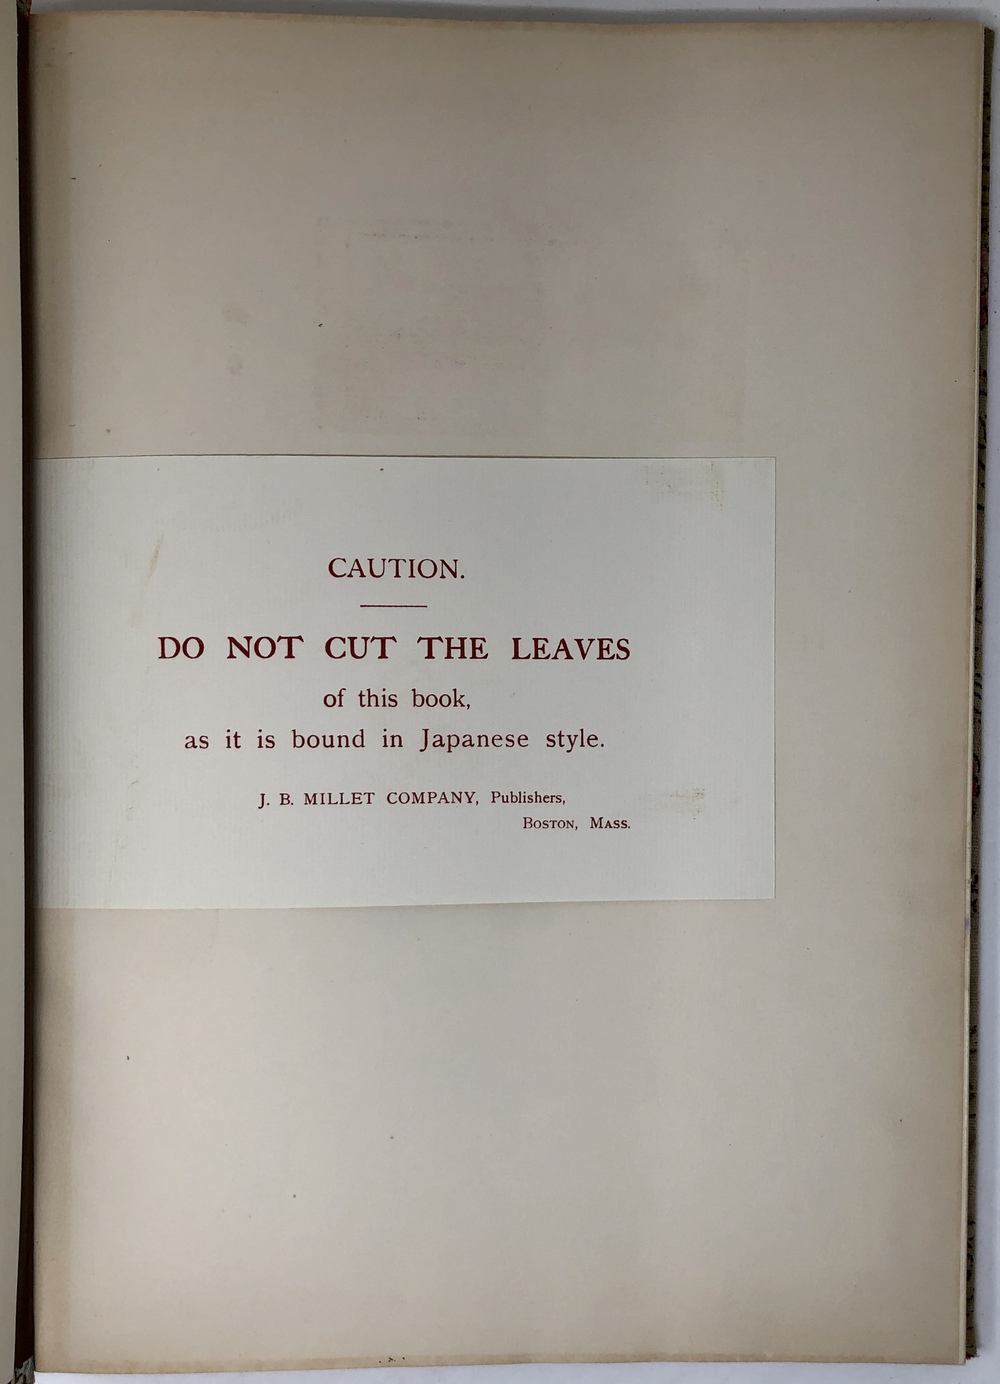 CAUTION.
DO NOT CUT THE LEAVES
of this book,
as it is bound in Japanese style.
J. B. MILLET COMPANY, Publishers,
BOSTON, MASS.